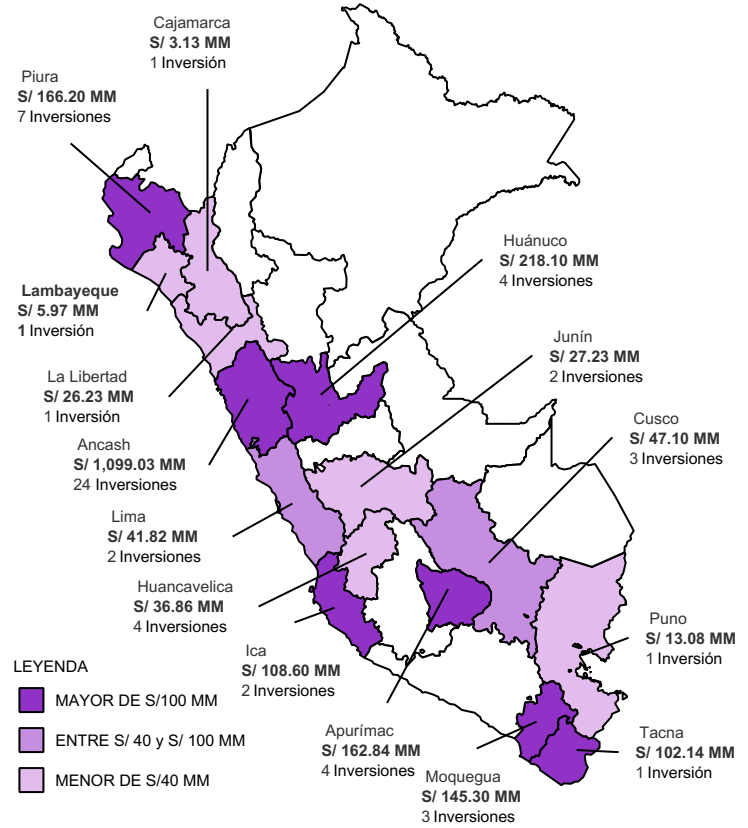 Cajamarca
S/ 3.13 MM
1 Inversión
Piura
S/ 166.20 MM
7 Inversiones
Huánuco
S/ 218.10 MM
4 Inversiones
Lambayeque
S/ 5.97 MM
1 Inversión
Junín
S/ 27.23 MM
2 Inversiones
La Libertad
S/ 26.23 MM
1 Inversión
Cusco
S/ 47.10 MM
3 Inversiones
Ancash
S/ 1,099.03 MM
24 Inversiones
Lima
S/ 41.82 MM
2 Inversiones
Huancavelica
S/ 36.86 MM
4 Inversiones
Puno
S/ 13.08 MM
1 Inversión
Ica
S/ 108.60 MM
2 Inversiones
Apurímac
S/ 162.84 MM
4 Inversiones
Tacna
S/ 102.14 MM
1 Inversión
Moquegua
S/ 145.30 MM
3 Inversiones
LEYENDA
MAYOR DE S/100 MM
ENTRE S/ 40 y S/ 100 MM
MENOR DE S/40 MM